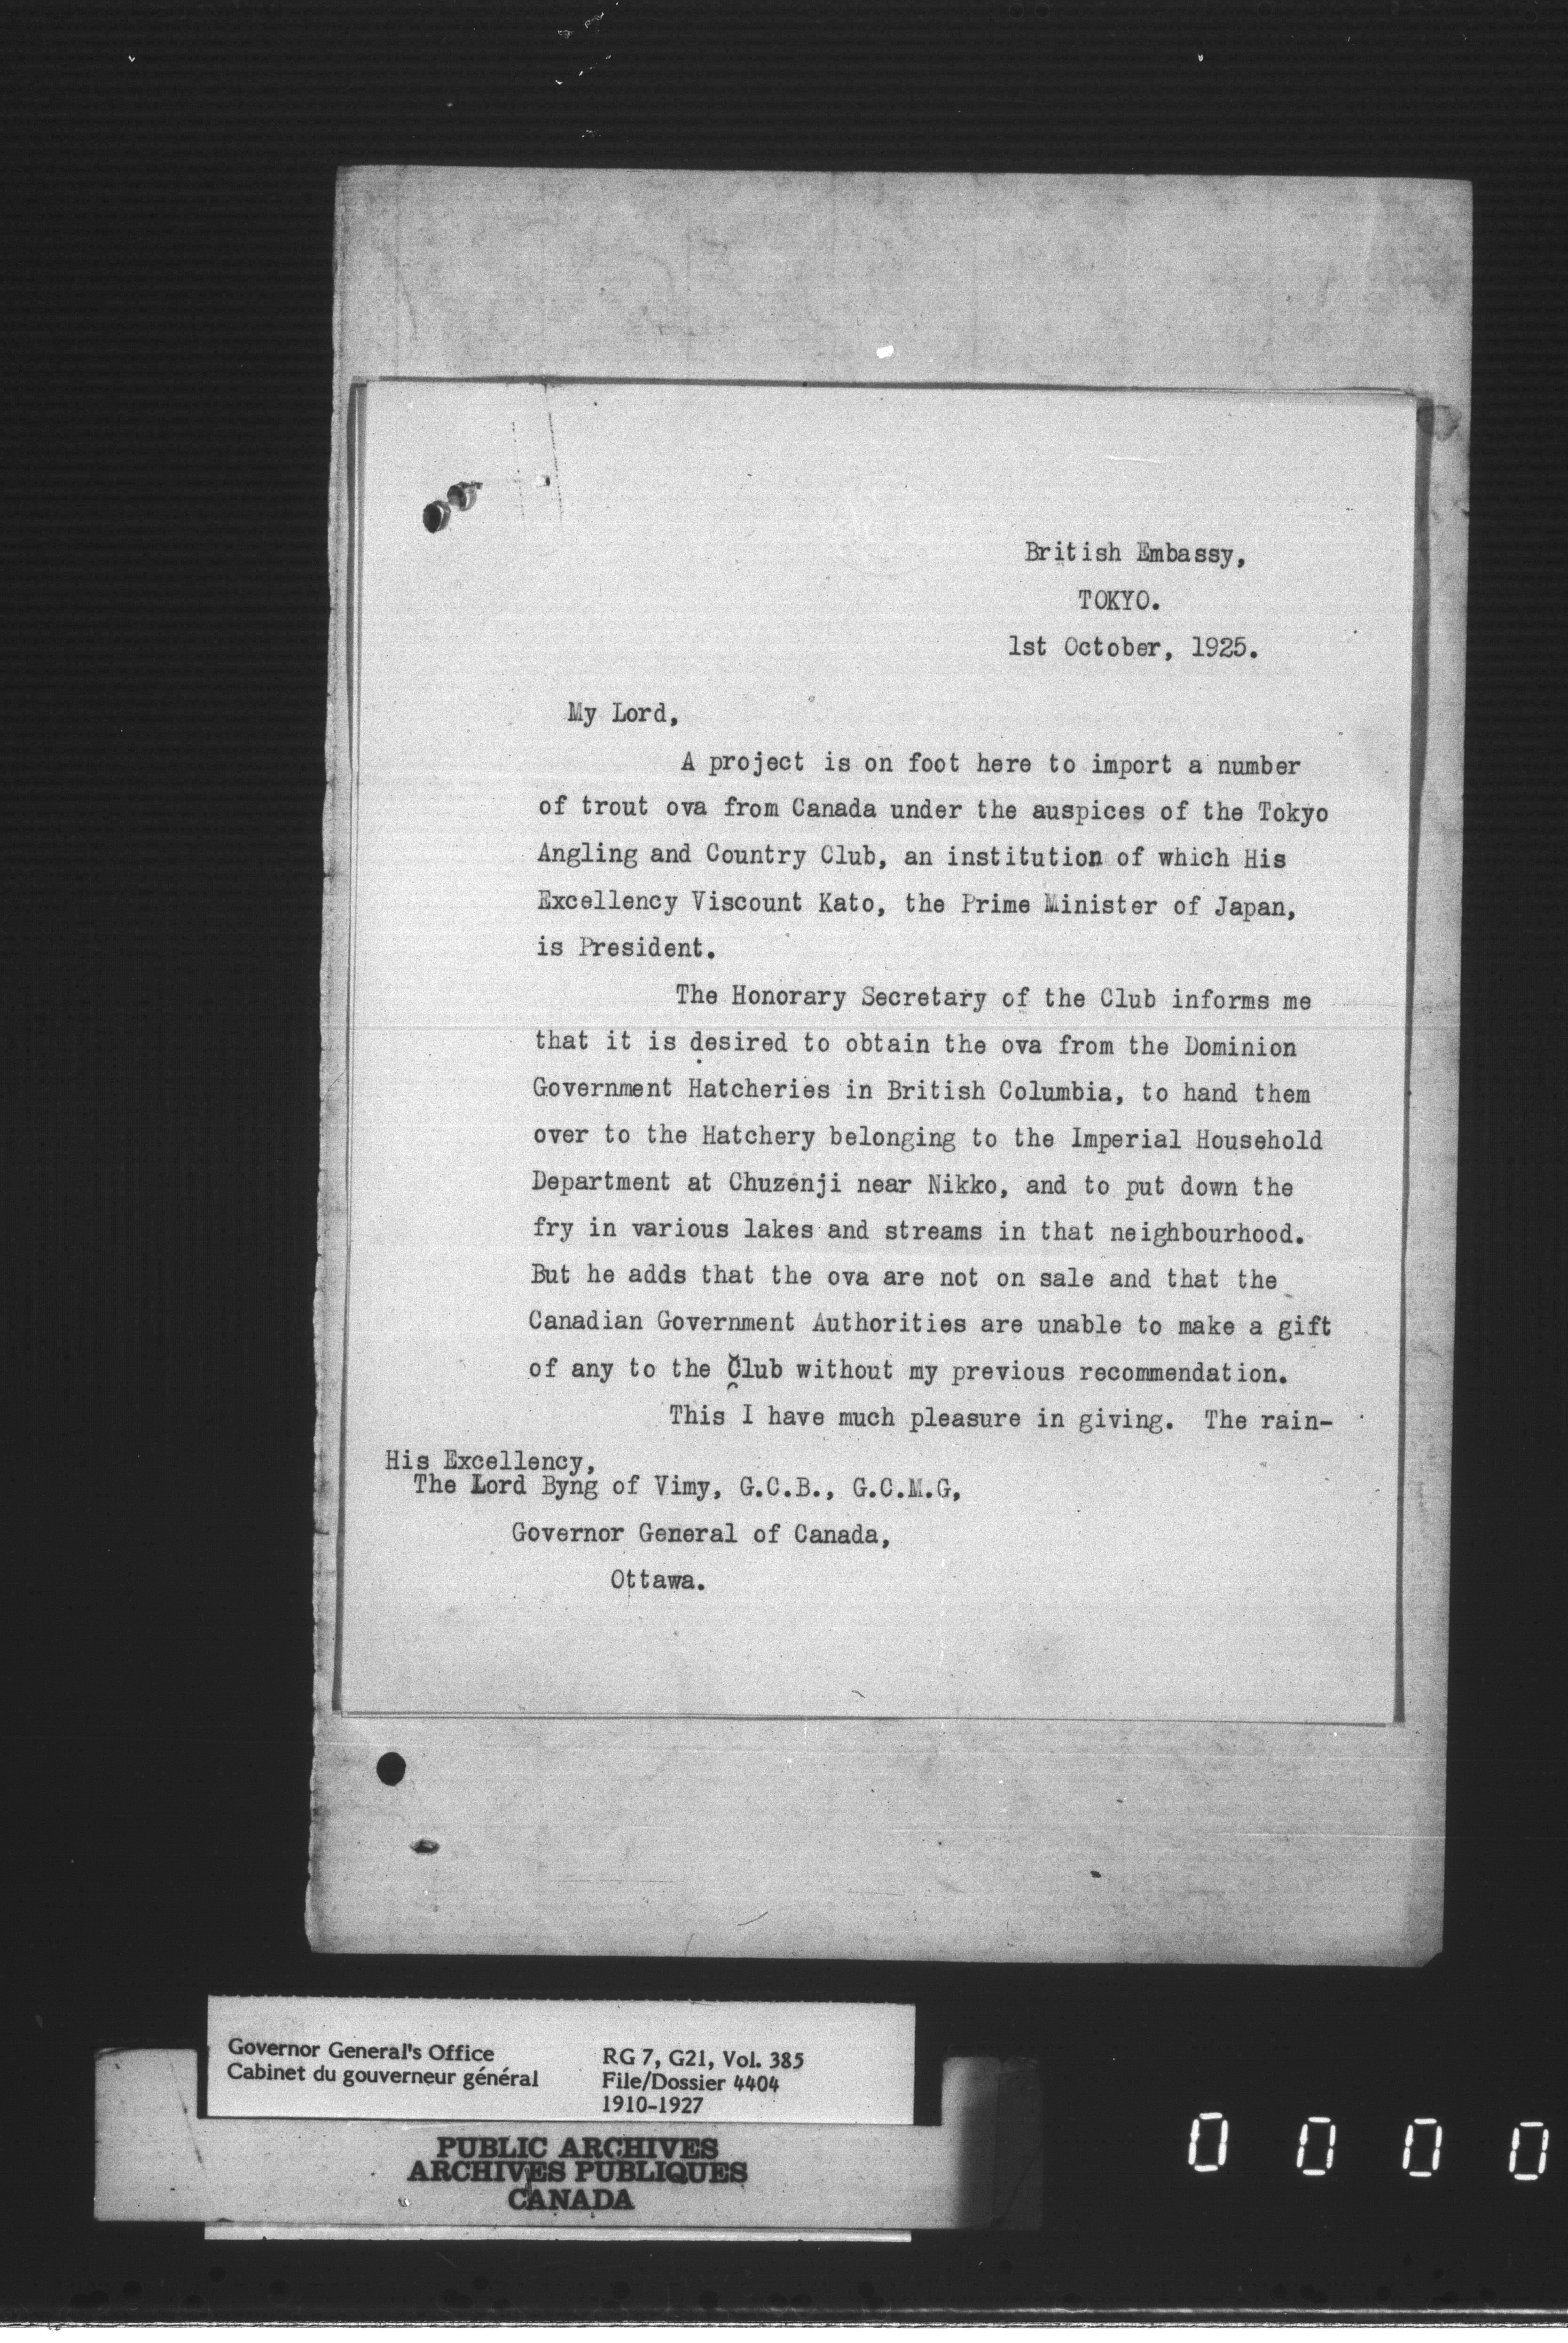 British Embassy,
TOKYO.
1st October, 1925.
My Lord,
A project is on foot here to import a number
of trout ova from Canada under the auspices of the Tokyo
Angling and Country Club, an institution of which His
Excellency Viscount Kato, the Prime Minister of Japan,
is President.
The Honorary Secretary of the Club informs me
that it is desired to obtain the ova from the Dominion
Government Hatcheries in British Columbia, to hand them
over to the Hatchery belonging to the Imperial Household
Department at Chuzenji near Nikko, and to put down the
fry in various lakes and streams in that neighbourhood.
But he adds that the ova are not on sale and that the
Canadian Government Authorities are unable to make a gift
of any to the Club without my previous recommendation.
This I have much pleasure in giving. The rain-
His Excellency,
The Lord Byng of Vimy, G.C.B., G.C.M.G,
Governor General of Canada,
Ottawa.
Governor General's Office
Cabinet du gouverneur général
RG 7, G21, Vol. 385
File/Dossier 4404
1910-1927
PUBLIC ARCHIVES
ARCHIVES PUBLIQUES
CANADA
0 0 0 0